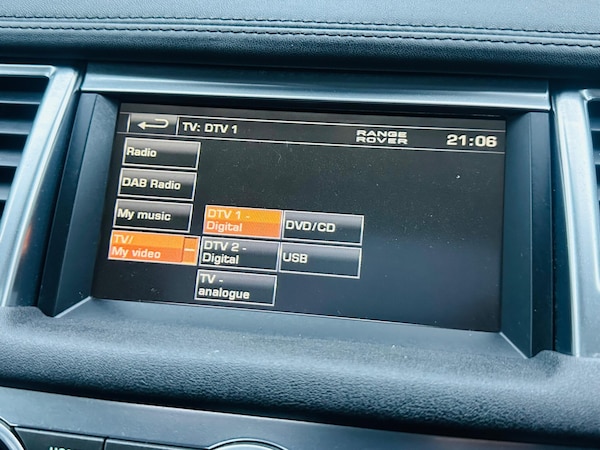 TV: DTV 1
RANGE
ROVER
21:06
Radio
DAB Radio
My music
TV/
My video
DTV 1 -
Digital
DVD/CD
DTV 2 -
Digital
USB
TV -
analogue